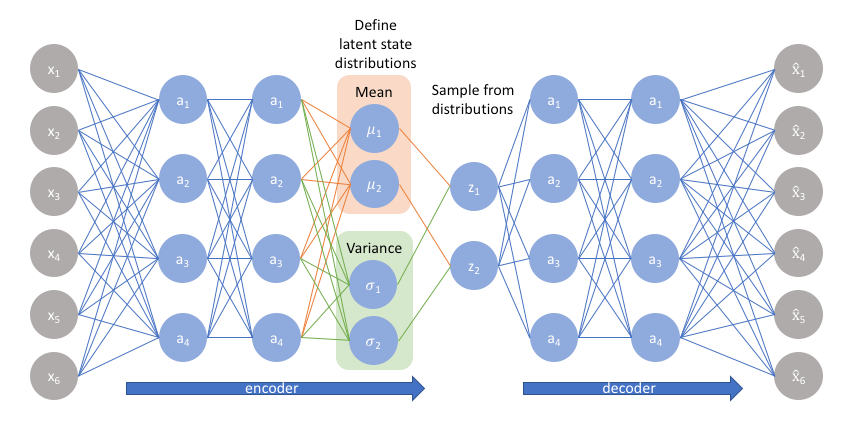 Define
latent state
distributions
Mean
Sample from
distributions
x₁
x₂
x₃
x₄
x₅
x₆
a₁
a₂
a₃
a₄
a₁
a₂
a₃
a₄
μ₁
μ₂
Variance
σ₁
σ₂
z₁
z₂
a₁
a₂
a₃
a₄
a₁
a₂
a₃
a₄
x̂₁
x̂₂
x̂₃
x̂₄
x̂₅
x̂₆
encoder
decoder